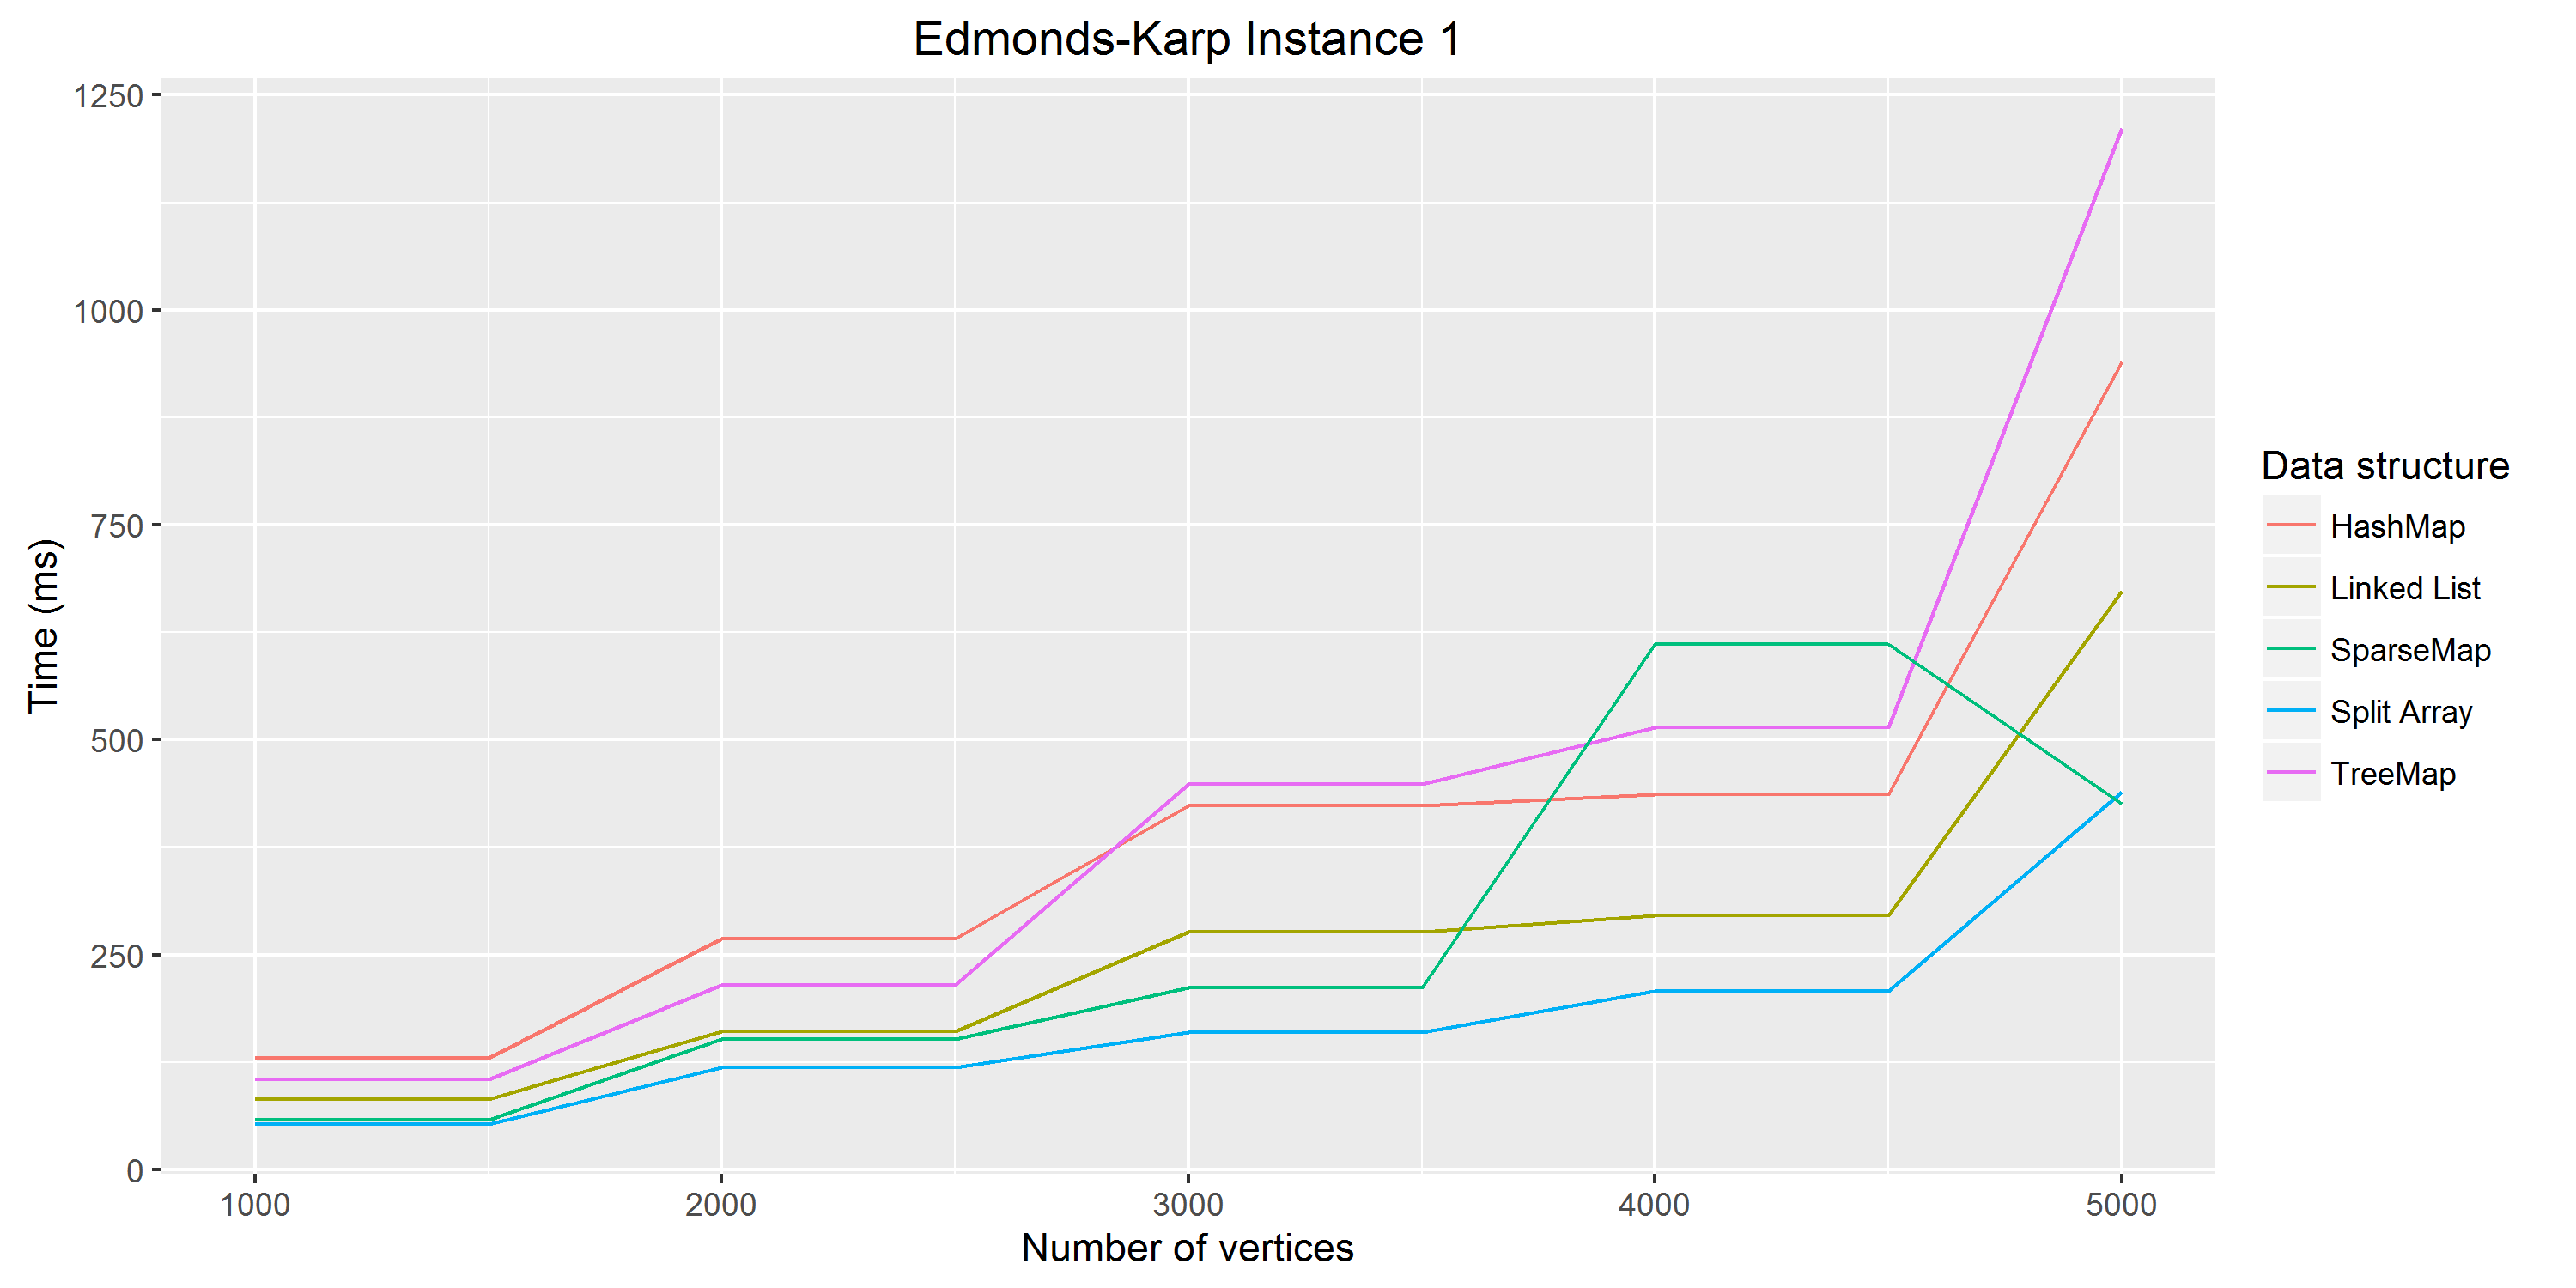 Edmonds-Karp Instance 1
1250
1000
750
500
250
0
Time (ms)
1000 2000 3000 4000 5000
Number of vertices
Data structure
HashMap
Linked List
SparseMap
Split Array
TreeMap